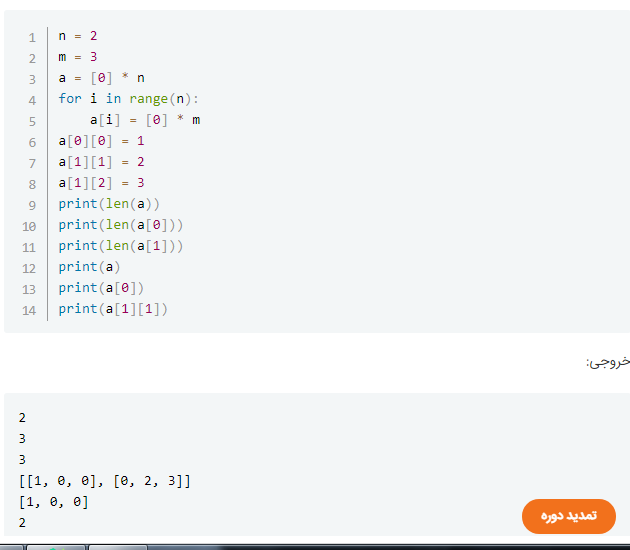 1 n = 2
2 m = 3
3 a = [0] * n
4 for i in range(n):
5     a[i] = [0] * m
6 a[0][0] = 1
7 a[1][1] = 2
8 a[1][2] = 3
9 print(len(a))
10 print(len(a[0]))
11 print(len(a[1]))
12 print(a)
13 print(a[0])
14 print(a[1][1])
خروجی:
2
3
3
[[1, 0, 0], [0, 2, 3]]
[1, 0, 0]
2
تمدید دوره